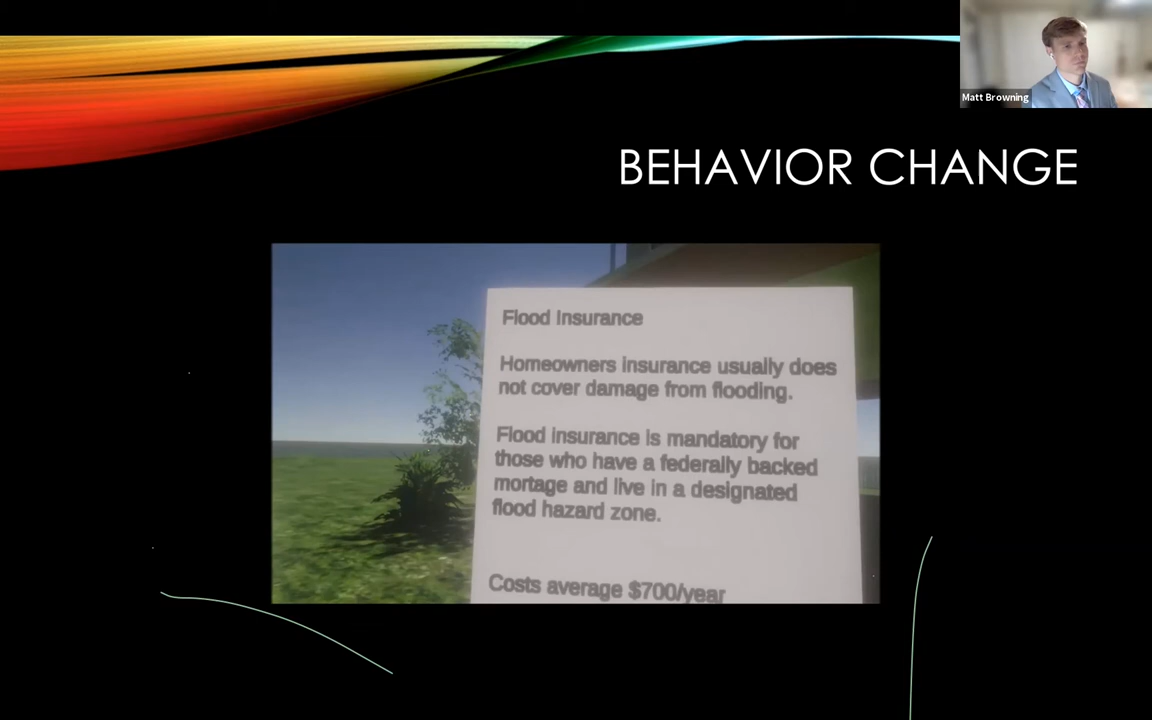 Matt Browning
BEHAVIOR CHANGE
Flood Insurance
Homeowners insurance usually does
not cover damage from flooding.
Flood insurance is mandatory for
those who have a federally backed
mortage and live in a designated
flood hazard zone.
Costs average $700/year